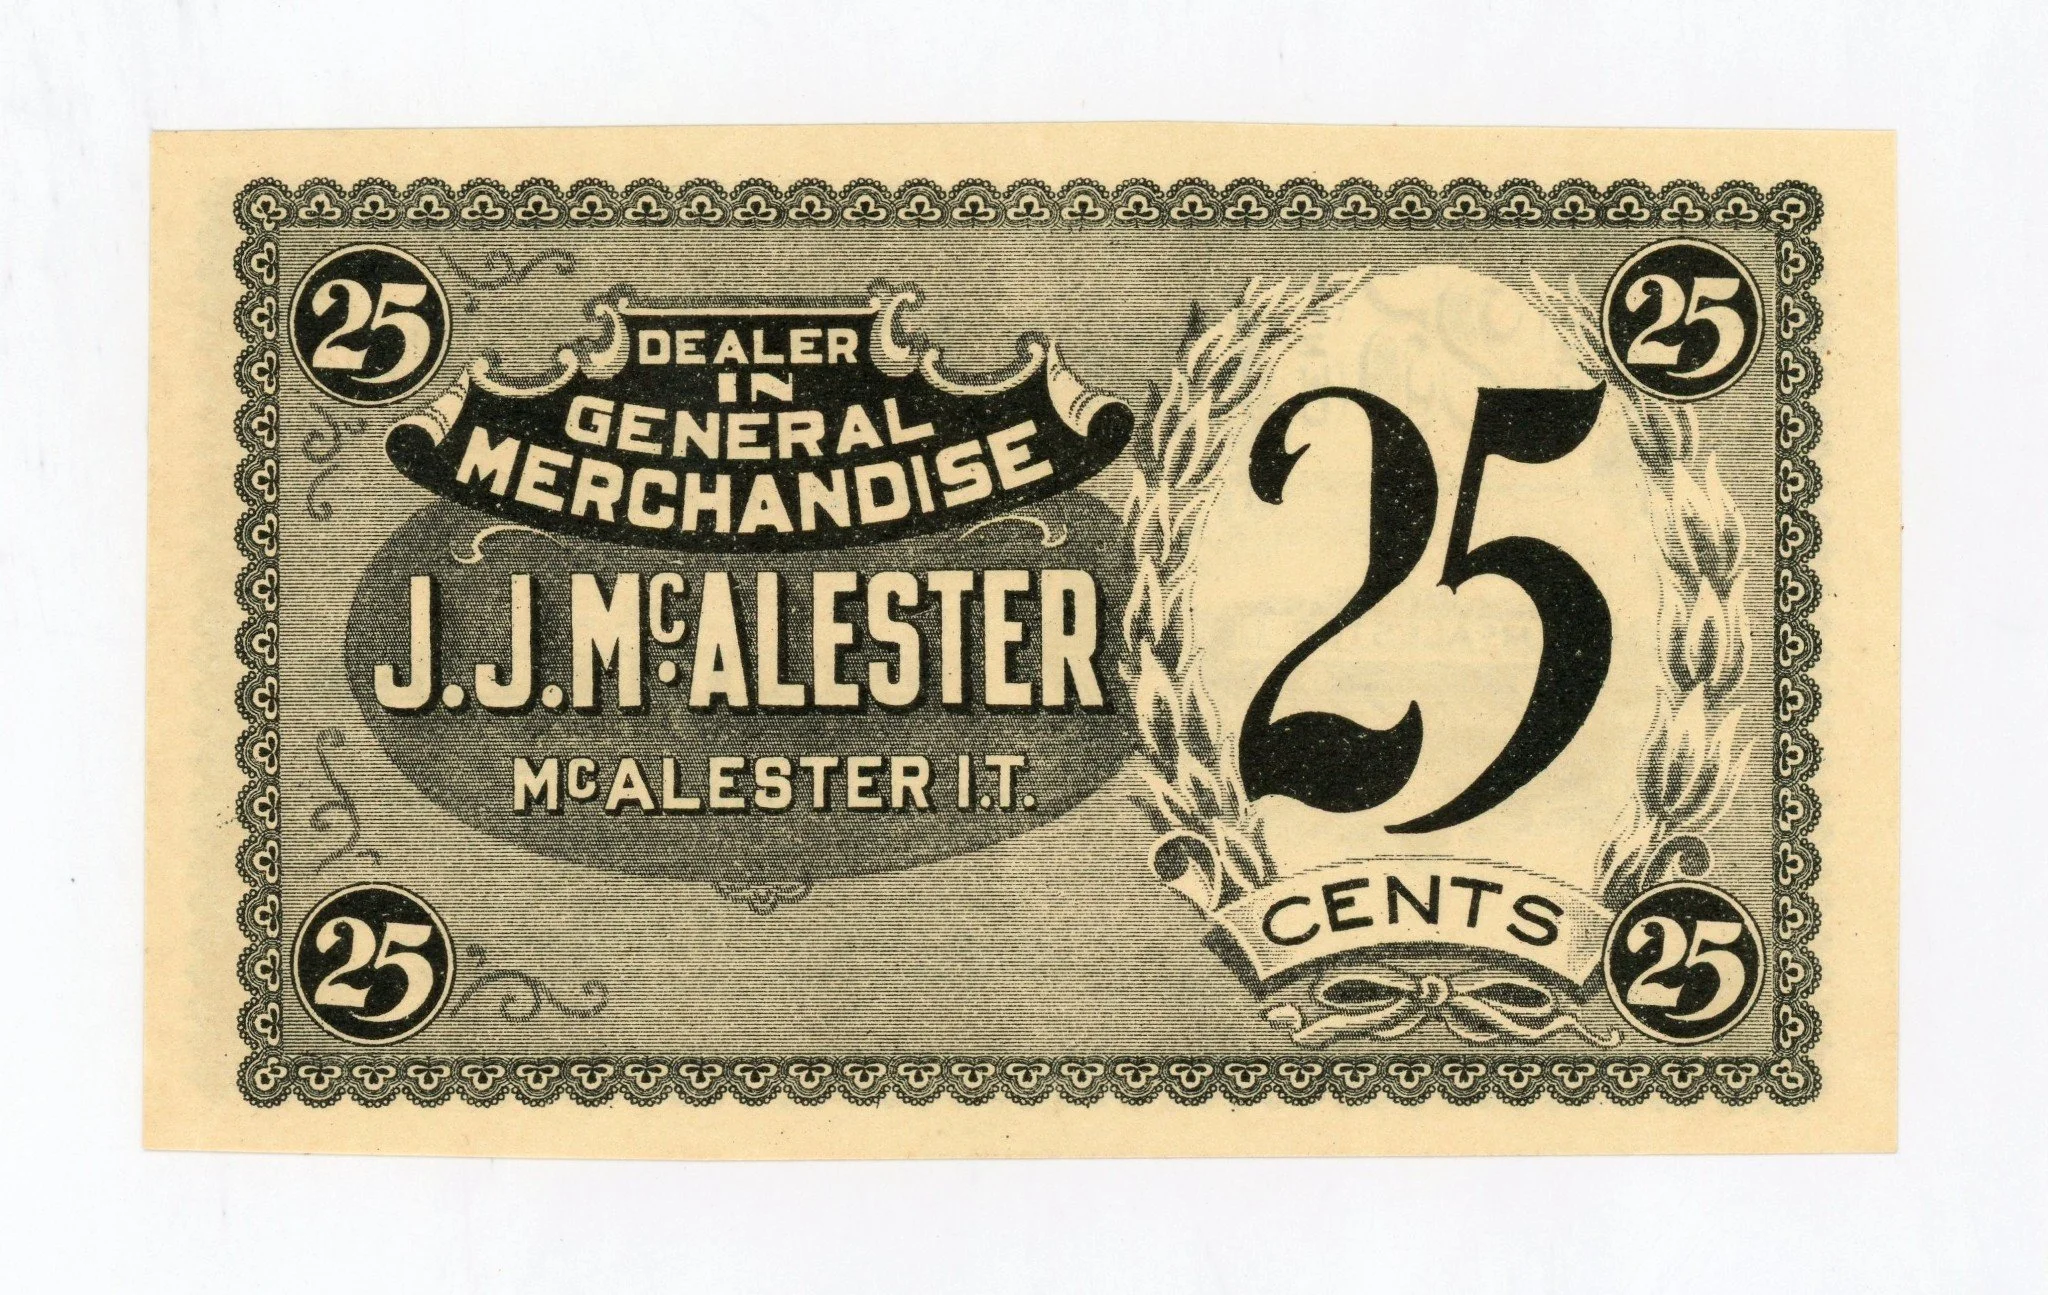 25
25
DEALER
IN
GENERAL
MERCHANDISE
J.J. McALESTER
McALESTER I.T.
25
CENTS
25
25